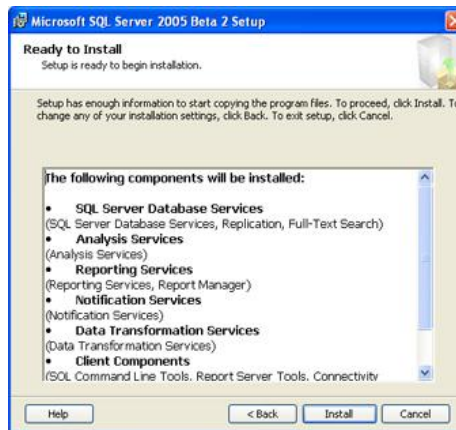 Microsoft SQL Server 2005 Beta 2 Setup
Ready to Install
Setup is ready to begin installation.
Setup has enough information to start copying the program files. To proceed, click Install. To
change any of your installation settings, click Back. To exit setup, click Cancel.
The following components will be installed:
• SQL Server Database Services
(SQL Server Database Services, Replication, Full-Text Search)
• Analysis Services
(Analysis Services)
• Reporting Services
(Reporting Services, Report Manager)
• Notification Services
(Notification Services)
• Data Transformation Services
(Data Transformation Services)
• Client Components
(SQL Command Line Tools, Report Server Tools, Connectivity
Help
< Back
Install
Cancel